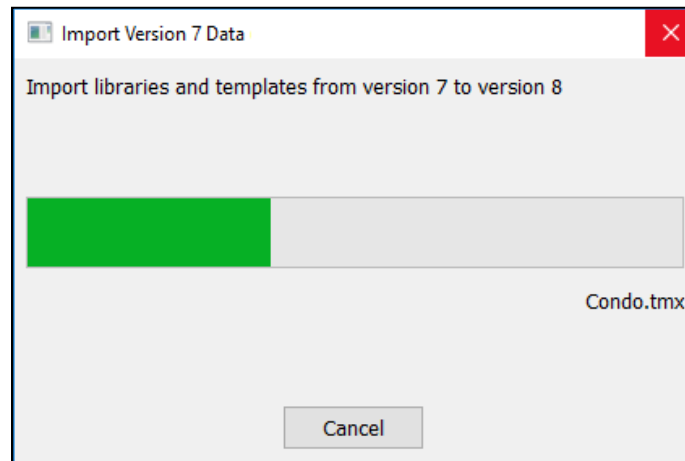 Import Version 7 Data
Import libraries and templates from version 7 to version 8
Condo.tmx
Cancel